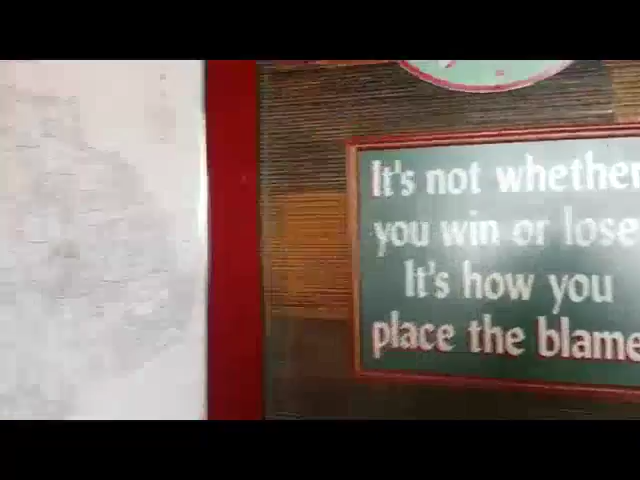 It's not whether
you win or lose
It's how you
place the blame